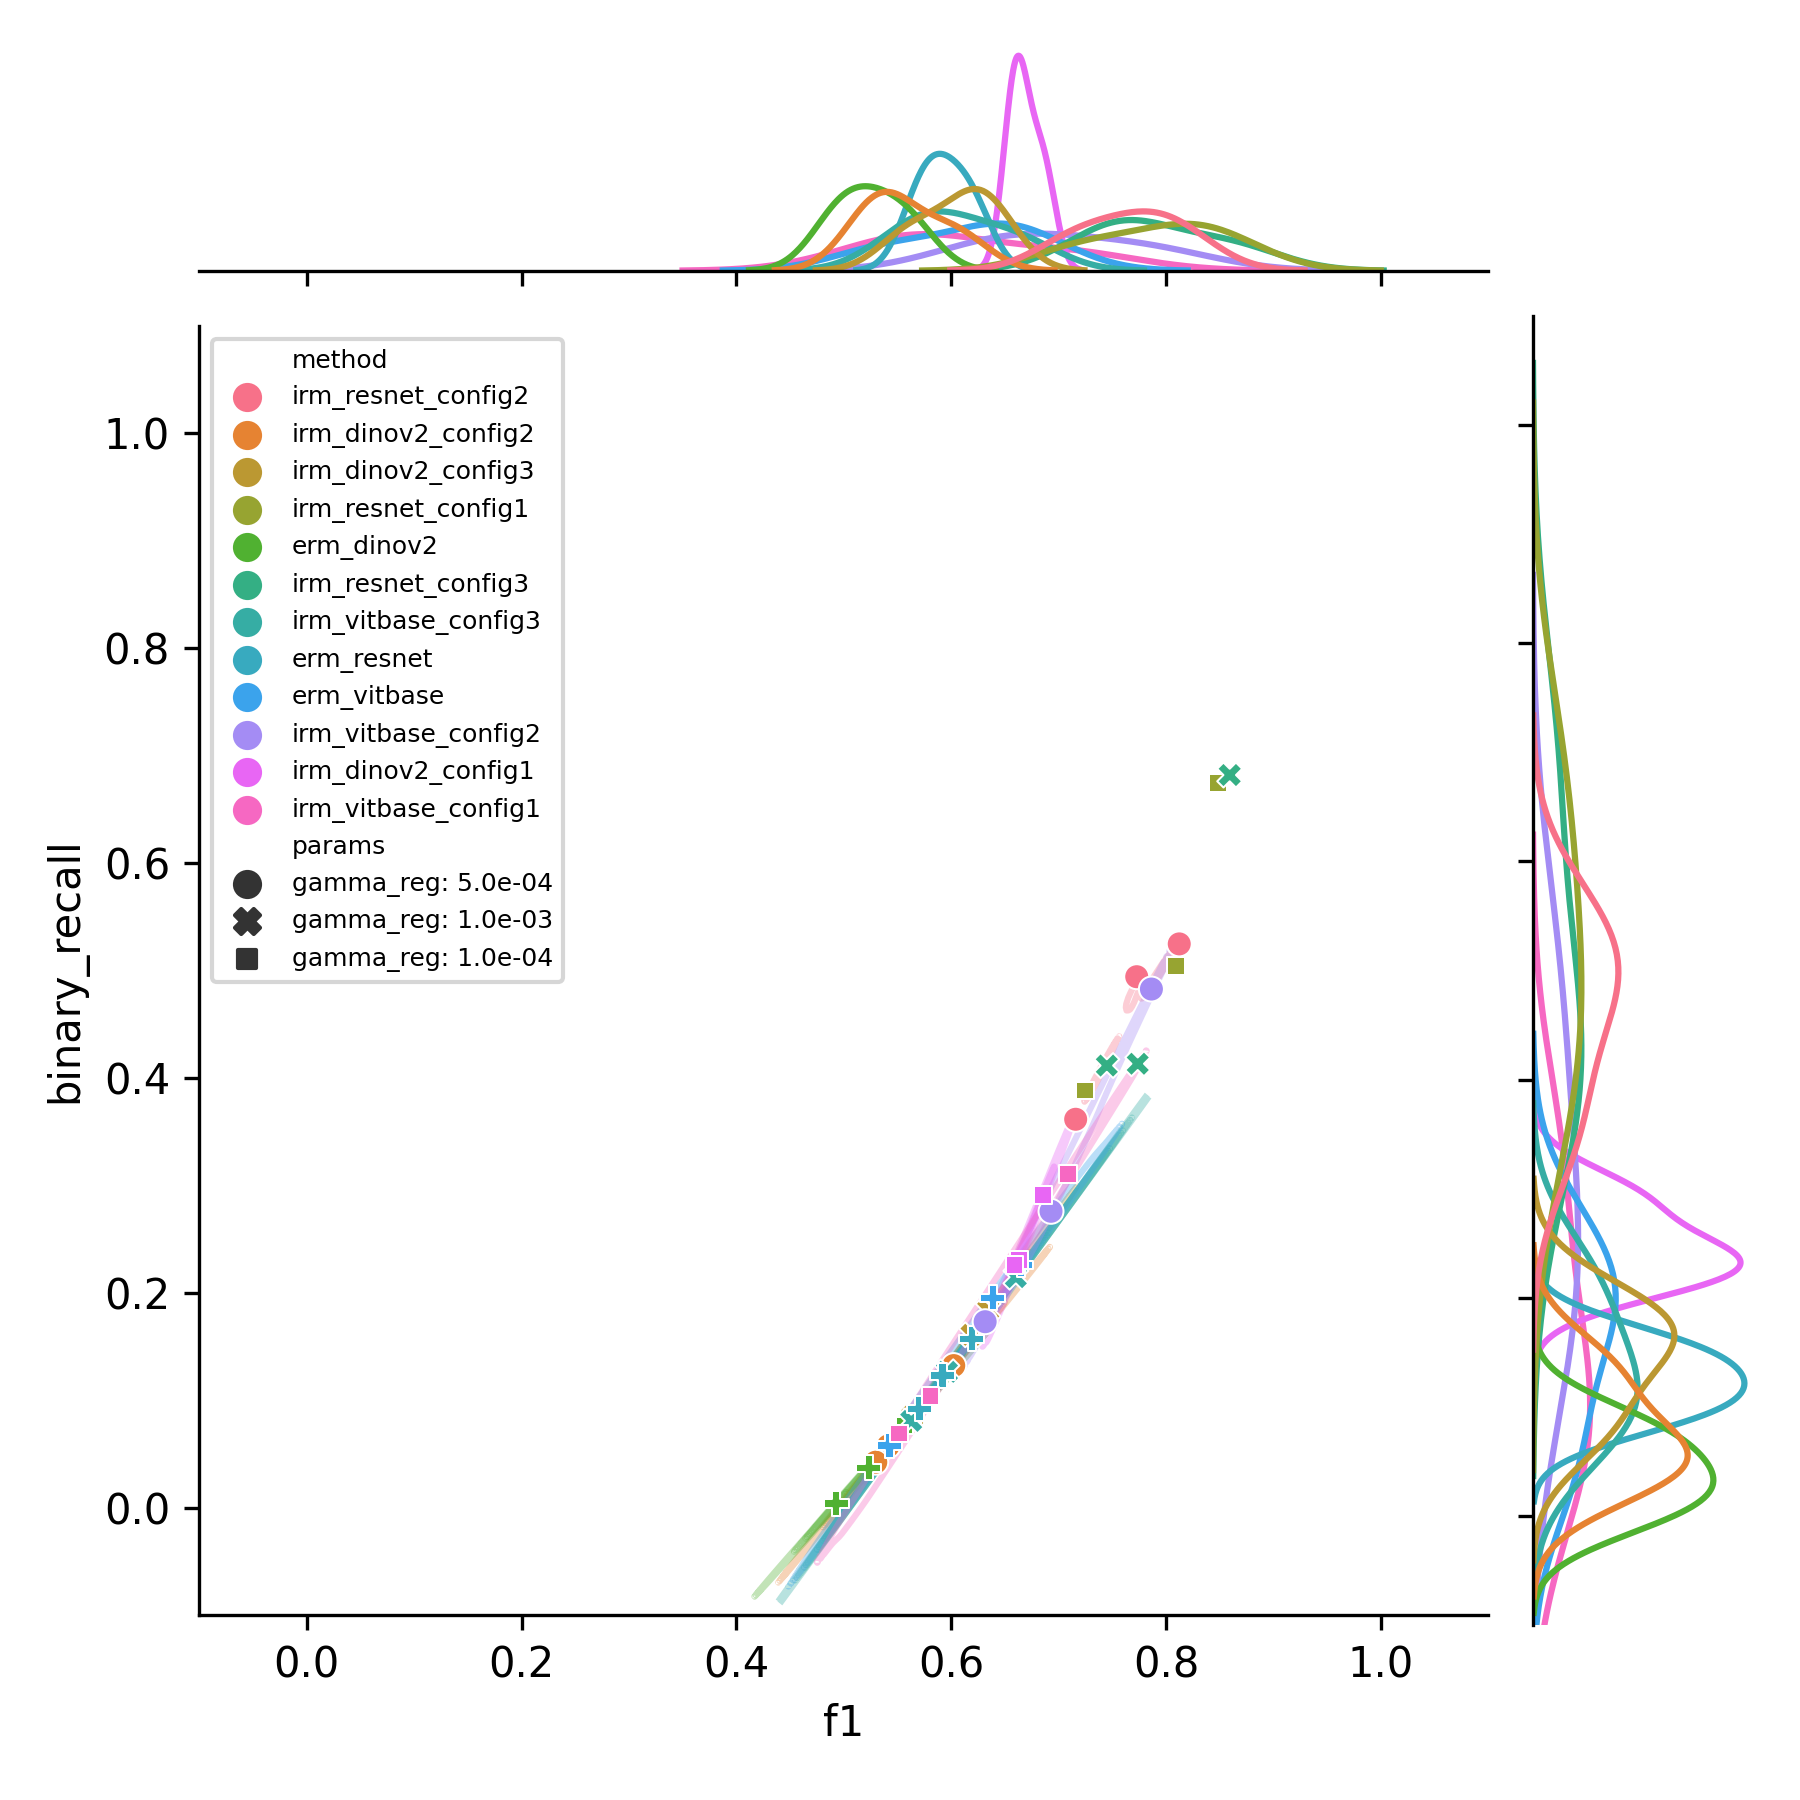 method
irm_resnet_config2
irm_dinov2_config2
irm_dinov2_config3
irm_resnet_config1
erm_dinov2
irm_resnet_config3
irm_vitbase_config3
erm_resnet
erm_vitbase
irm_vitbase_config2
irm_dinov2_config1
irm_vitbase_config1
params
gamma_reg: 5.0e-04
gamma_reg: 1.0e-03
gamma_reg: 1.0e-04
1.0
0.8
0.6
0.4
0.2
0.0
binary_recall
0.0 0.2 0.4 0.6 0.8 1.0
f1